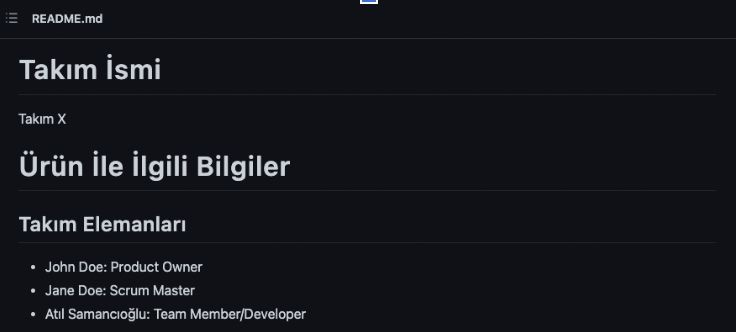 README.md
Takım İsmi
Takım X
Ürün İle İlgili Bilgiler
Takım Elemanları
John Doe: Product Owner
Jane Doe: Scrum Master
Atıl Samancıoğlu: Team Member/Developer